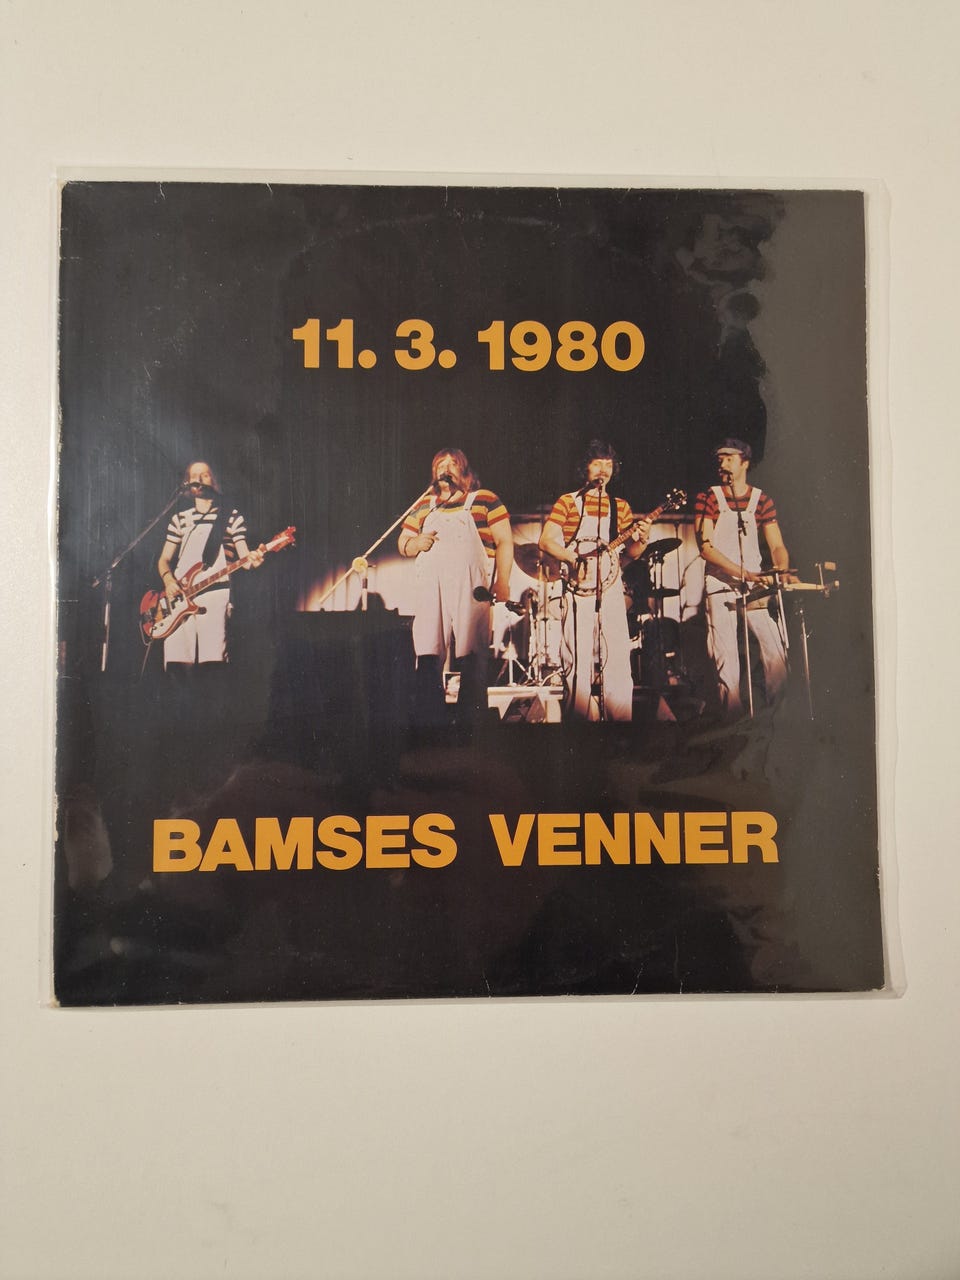 11. 3. 1980
BAMSES VENNER